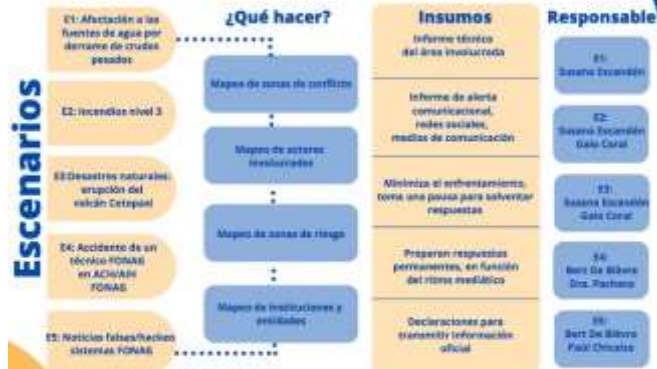 Escenarios
E1: Afectación a las
fuentes de agua por
derrame de crudos
pesados
E2: Incendios nivel 3
E3: Desastres naturales:
erupción del
volcán Cotopaxi
E4: Accidente de un
técnico FONAG
en ACH/AIH
FONAG
E5: Noticias falsas/hackeo
sistemas FONAG
¿Qué hacer?
Mapeo de zonas de conflicto
Mapeo de actores
involucrados
Mapeo de zonas de riesgo
Mapeo de instituciones y
entidades
Insumos
Informe técnico
del área involucrada
Informe de alerta
comunicacional,
redes sociales,
medios de comunicación
Minimiza el enfrentamiento,
toma una pausa para solventar
respuestas
Preparan respuestas
permanentes, en función
del ritmo mediático
Declaraciones para
transmitir información
oficial
Responsable
E1:
Susana Escandón
E2:
Susana Escandón
Galo Coral
E3:
Susana Escandón
Galo Coral
E4:
Bert De Bièvre
Dra. Pacheco
E5:
Bert De Bièvre
Paúl